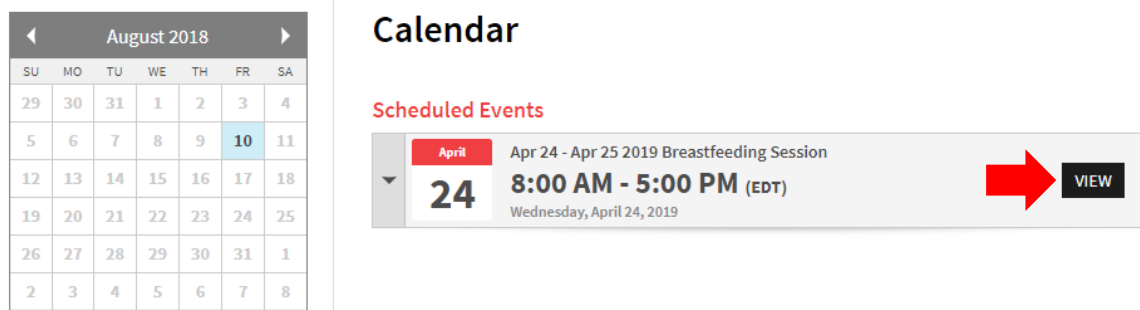 August 2018
SU MO TU WE TH FR SA
29 30 31 1 2 3 4
5 6 7 8 9 10 11
12 13 14 15 16 17 18
19 20 21 22 23 24 25
26 27 28 29 30 31 1
2 3 4 5 6 7 8
Calendar
Scheduled Events
April
24
Apr 24 - Apr 25 2019 Breastfeeding Session
8:00 AM - 5:00 PM (EDT)
Wednesday, April 24, 2019
VIEW